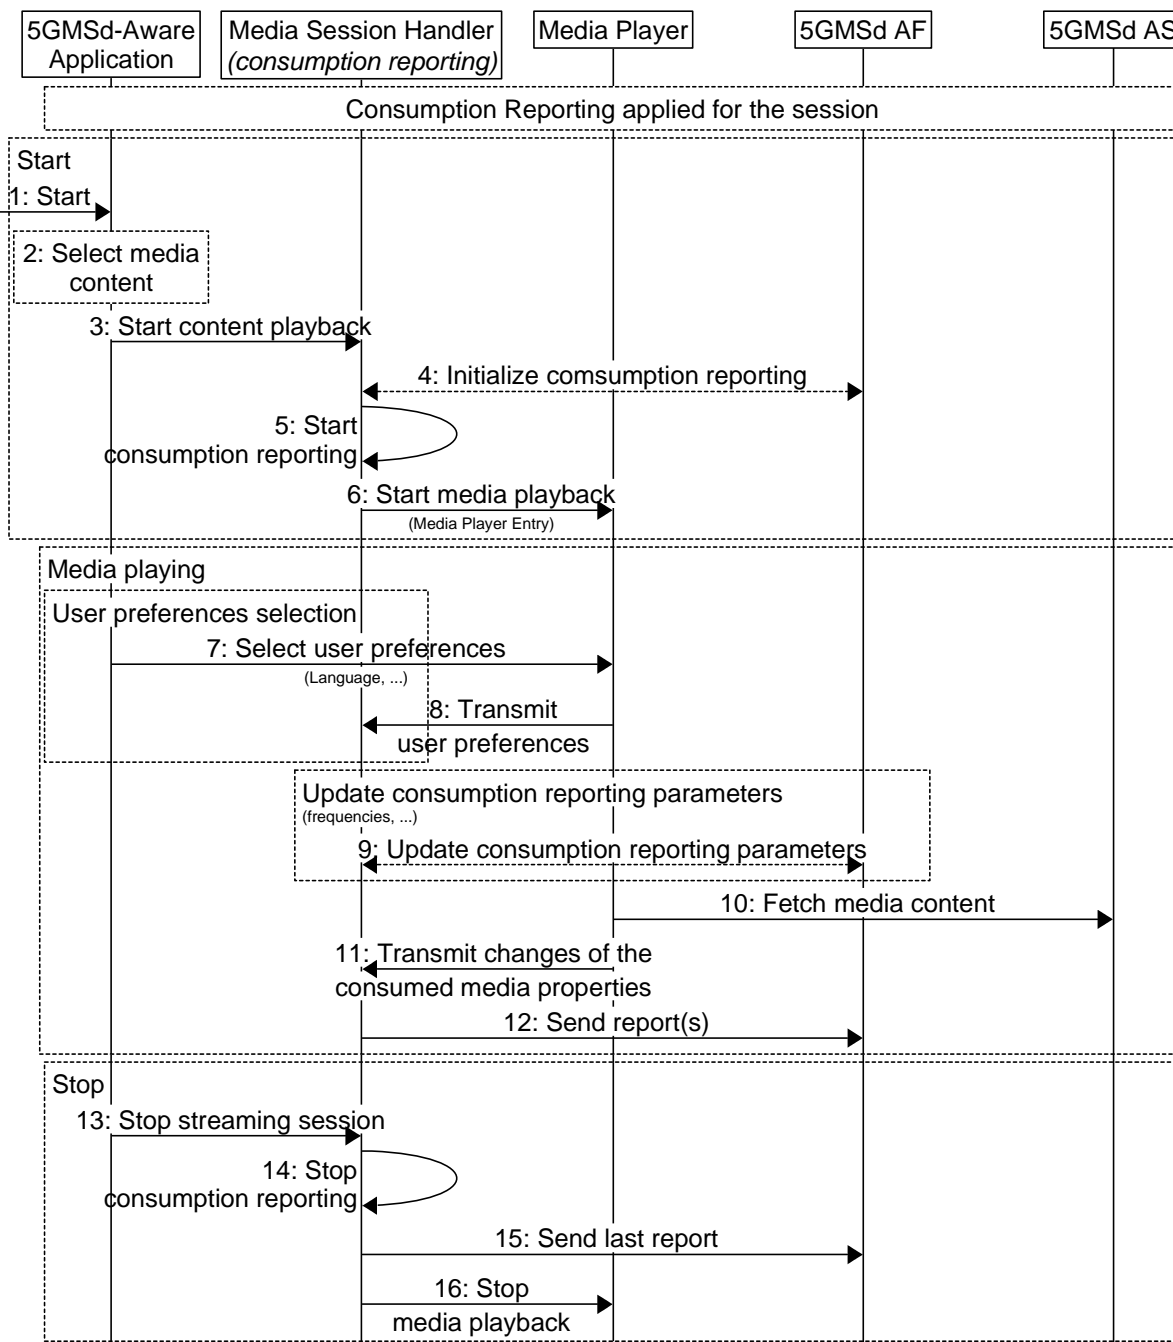 5GMSd-Aware
Application
Media Session Handler
(consumption reporting)
Media Player
5GMSd AF
5GMSd AS
Consumption Reporting applied for the session
Start
1: Start
2: Select media
content
3: Start content playback
4: Initialize comsumption reporting
5: Start
consumption reporting
6: Start media playback
(Media Player Entry)
Media playing
User preferences selection
7: Select user preferences
(Language, ...)
8: Transmit
user preferences
Update consumption reporting parameters
(frequencies, ...)
9: Update consumption reporting parameters
10: Fetch media content
11: Transmit changes of the
consumed media properties
12: Send report(s)
Stop
13: Stop streaming session
14: Stop
consumption reporting
15: Send last report
16: Stop
media playback